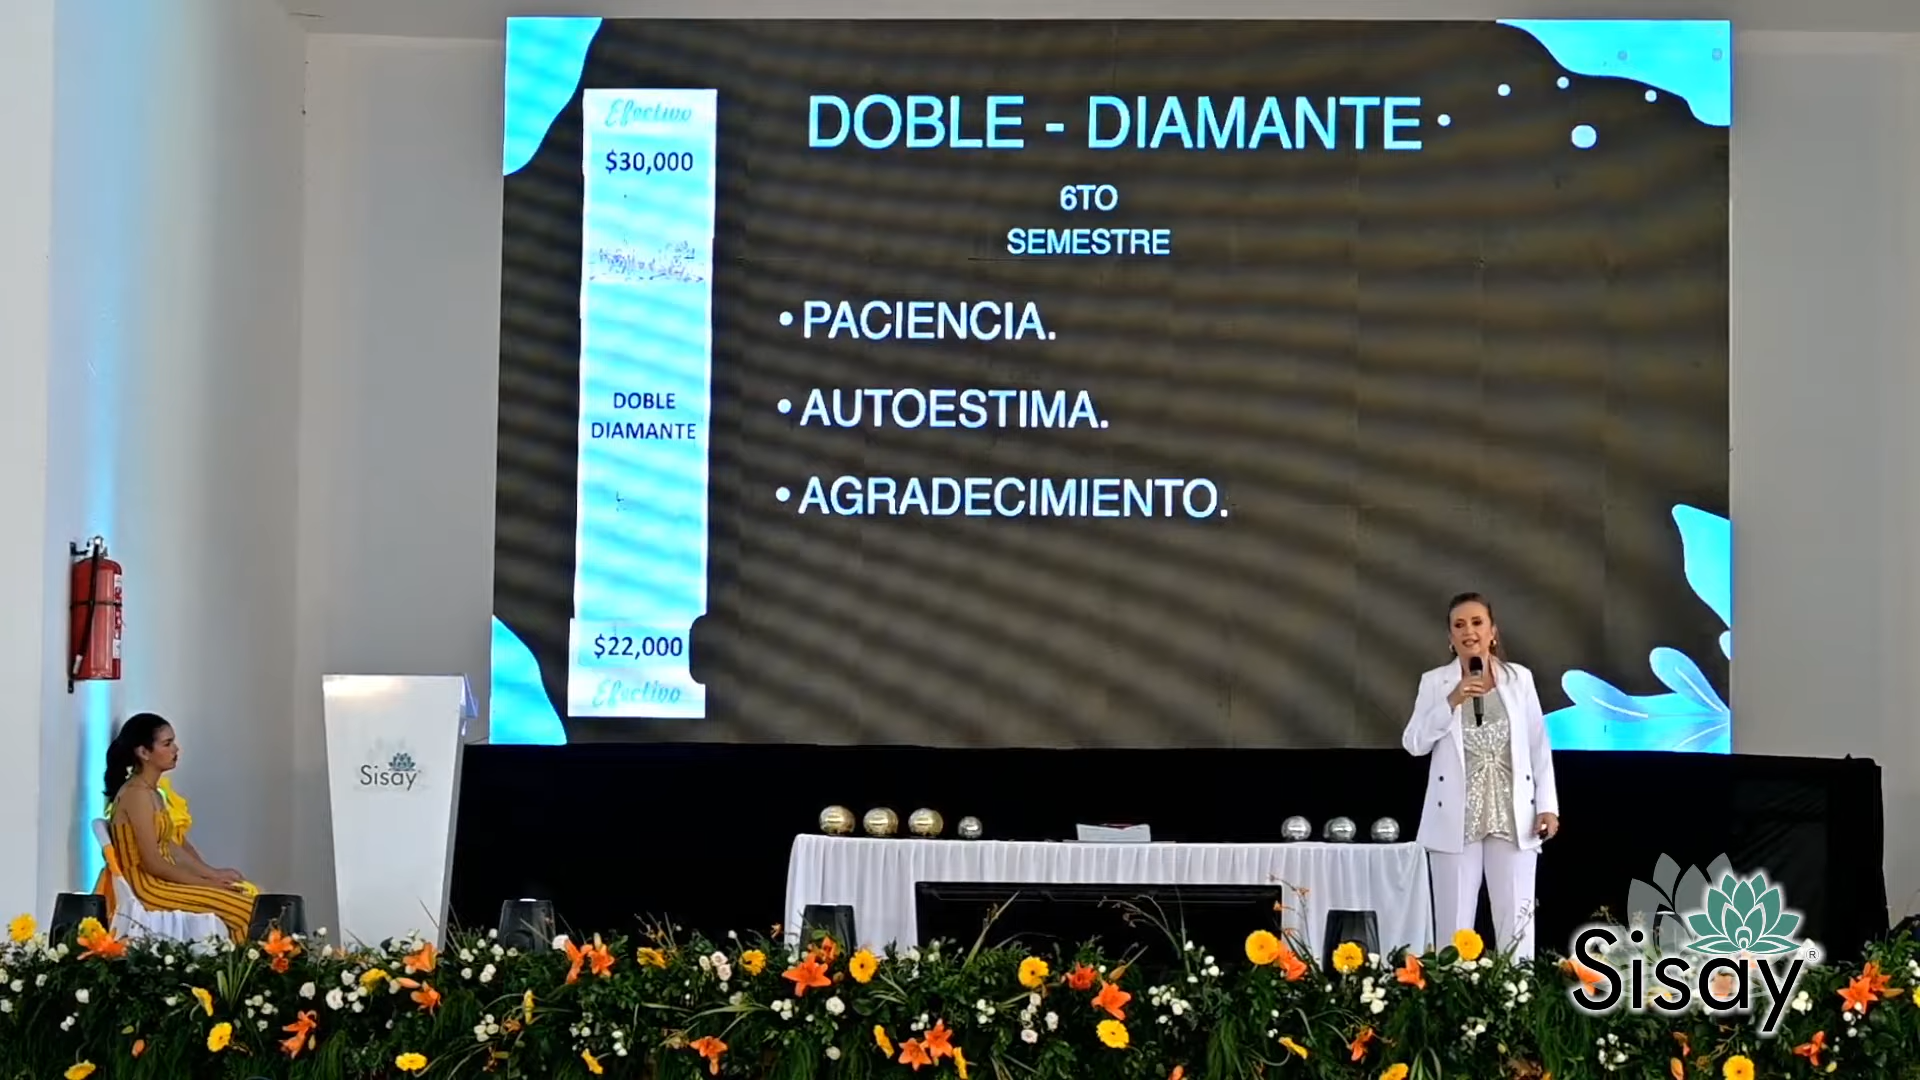 Efectivo
$30,000
DOBLE
DIAMANTE
$22,000
Efectivo
DOBLE - DIAMANTE
6TO
SEMESTRE
• PACIENCIA.
• AUTOESTIMA.
• AGRADECIMIENTO.
Sisay
Sisay®